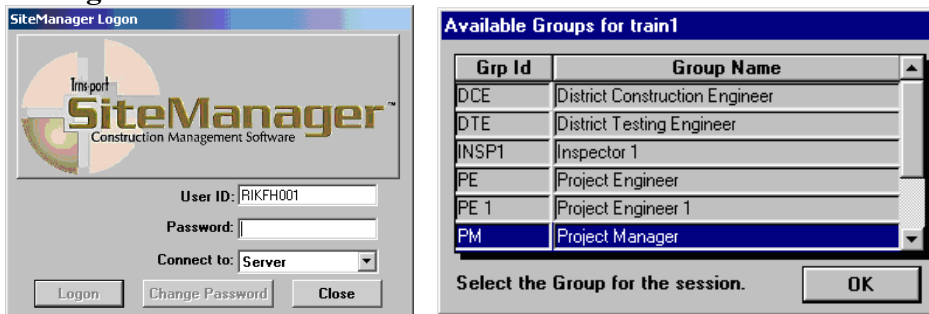 SiteManager Logon
Trns•port
SiteManager™
Construction Management Software
User ID: RIKFH001
Password:
Connect to: Server
Logon Change Password Close
Available Groups for train1
Grp Id Group Name
DCE District Construction Engineer
DTE District Testing Engineer
INSP1 Inspector 1
PE Project Engineer
PE 1 Project Engineer 1
PM Project Manager
Select the Group for the session. OK